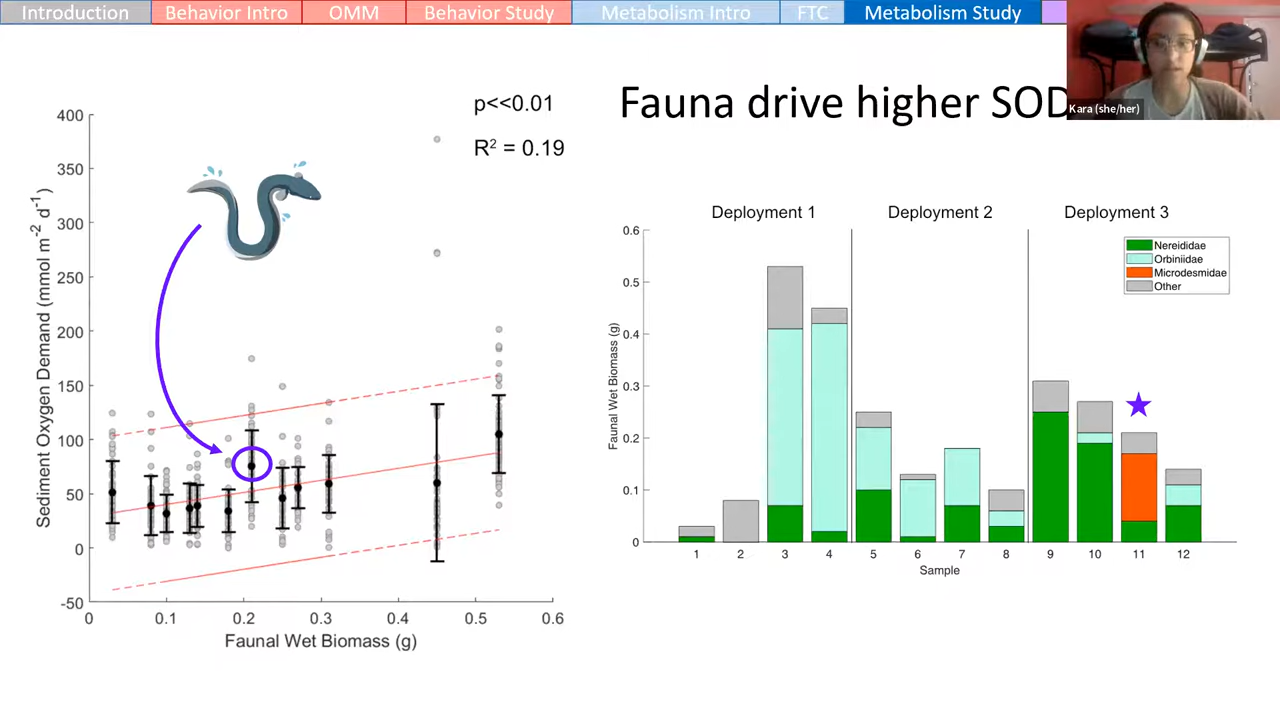 Introduction Behavior Intro OMM Behavior Study Metabolism Intro FTC Metabolism Study
Fauna drive higher SOD
Kara (she/her)
p<<0.01
R² = 0.19
400
350
300
250
200
150
100
50
0
-50
Sediment Oxygen Demand (mmol m⁻² d⁻¹)
0 0.1 0.2 0.3 0.4 0.5 0.6
Faunal Wet Biomass (g)
Deployment 1 Deployment 2 Deployment 3
Nereididae
Orbiniidae
Microdesmidae
Other
0.6
0.5
0.4
0.3
0.2
0.1
0
Faunal Wet Biomass (g)
1 2 3 4 5 6 7 8 9 10 11 12
Sample